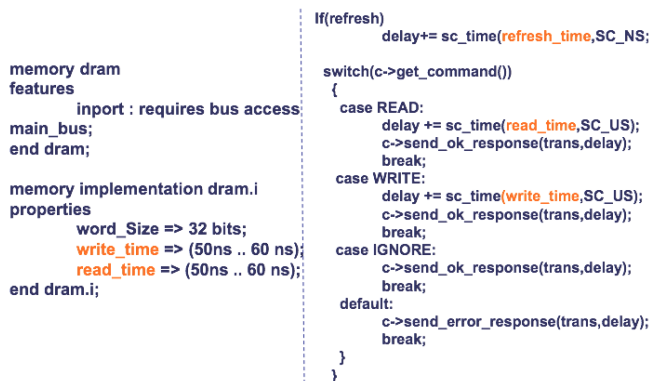 memory dram
features
inport : requires bus access
main_bus;
end dram;
memory implementation dram.i
properties
word_Size => 32 bits;
write_time => (50ns .. 60 ns);
read_time => (50ns .. 60 ns);
end dram.i;
If(refresh)
delay+= sc_time(refresh_time,SC_NS;
switch(c->get_command())
{
case READ:
delay += sc_time(read_time,SC_US);
c->send_ok_response(trans,delay);
break;
case WRITE:
delay += sc_time(write_time,SC_US);
c->send_ok_response(trans,delay);
break;
case IGNORE:
c->send_ok_response(trans,delay);
break;
default:
c->send_error_response(trans,delay);
break;
}
}